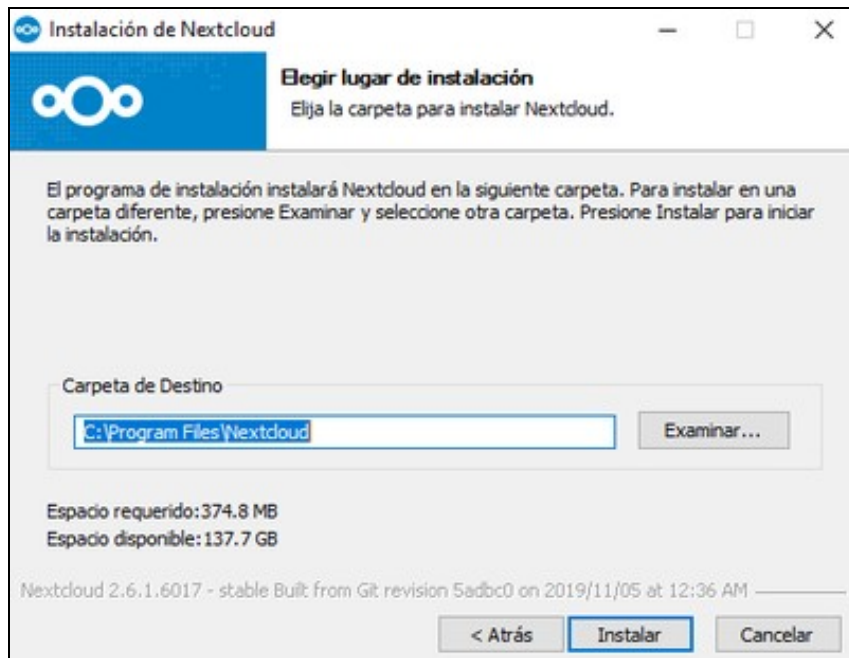 Instalación de Nextcloud
Elegir lugar de instalación
Elija la carpeta para instalar Nextcloud.
El programa de instalación instalará Nextcloud en la siguiente carpeta. Para instalar en una
carpeta diferente, presione Examinar y seleccione otra carpeta. Presione Instalar para iniciar
la instalación.
Carpeta de Destino
C:\Program Files\Nextcloud
Examinar...
Espacio requerido: 374.8 MB
Espacio disponible: 137.7 GB
Nextcloud 2.6.1.6017 - stable Built from Git revision 5adbc0 on 2019/11/05 at 12:36 AM
< Atrás Instalar Cancelar